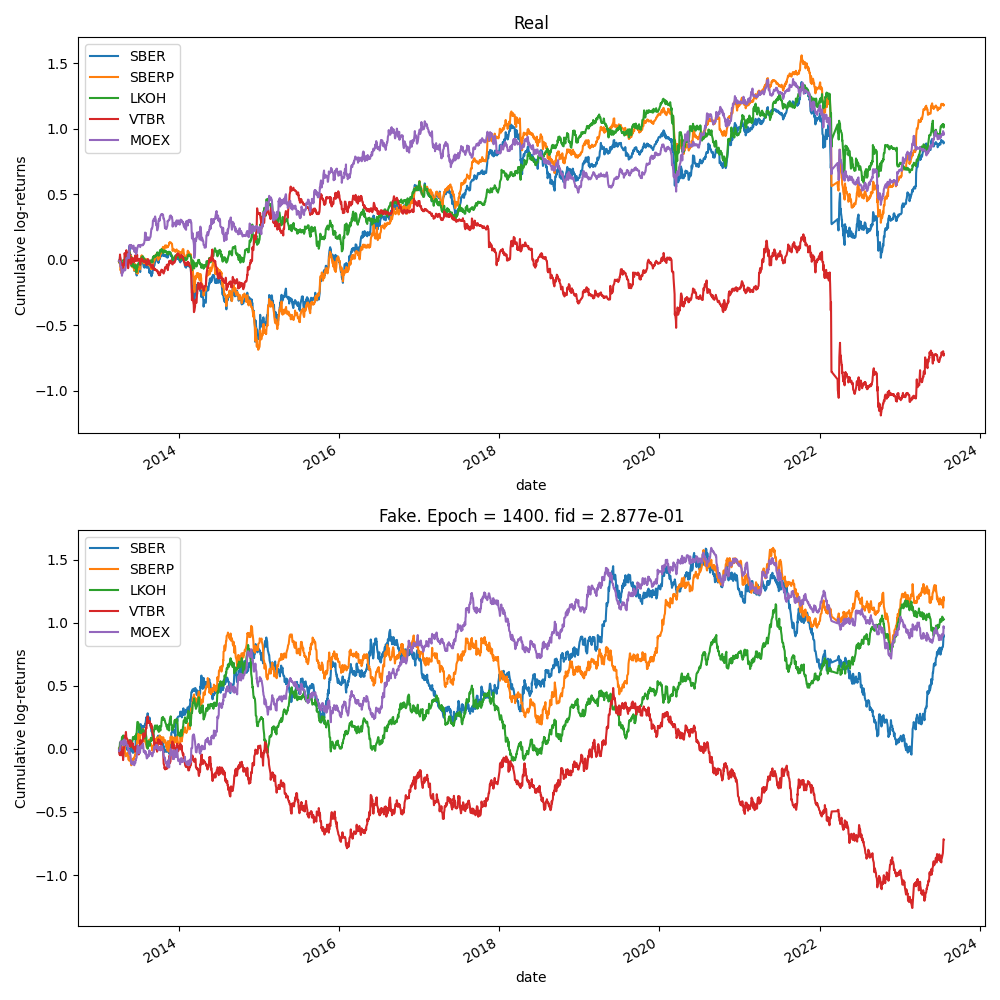 Real
SBER
SBERP
LKOH
VTBR
MOEX
Cumulative log-returns
1.5
1.0
0.5
0.0
−0.5
−1.0
2014
2016
2018
2020
2022
2024
date
Fake. Epoch = 1400. fid = 2.877e-01
SBER
SBERP
LKOH
VTBR
MOEX
Cumulative log-returns
1.5
1.0
0.5
0.0
−0.5
−1.0
2014
2016
2018
2020
2022
2024
date